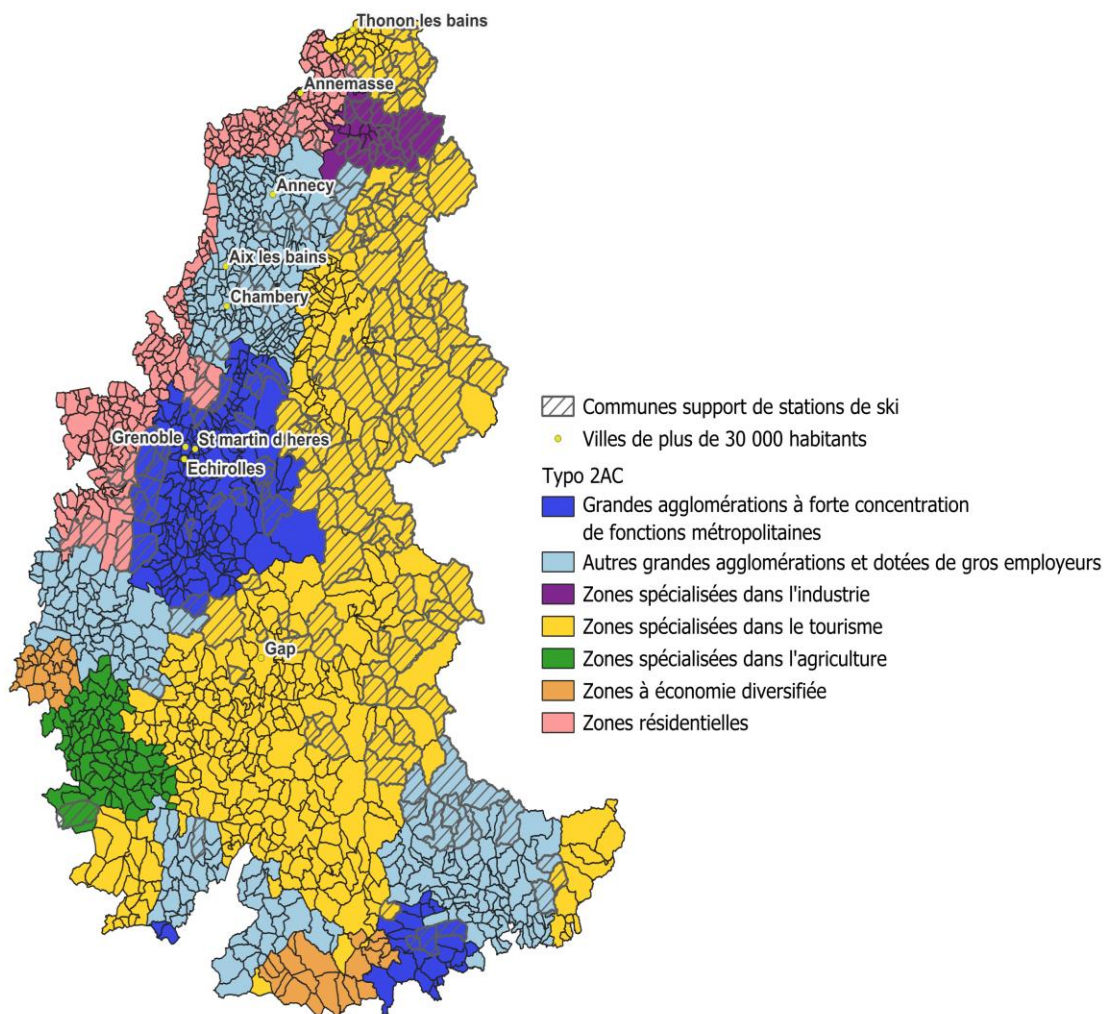 Thonon les bains
Annemasse
Annecy
Aix les bains
Chambery
Grenoble
St martin d heres
Echirolles
Gap
Communes support de stations de ski
Villes de plus de 30 000 habitants
Typo 2AC
Grandes agglomérations à forte concentration
de fonctions métropolitaines
Autres grandes agglomérations et dotées de gros employeurs
Zones spécialisées dans l'industrie
Zones spécialisées dans le tourisme
Zones spécialisées dans l'agriculture
Zones à économie diversifiée
Zones résidentielles